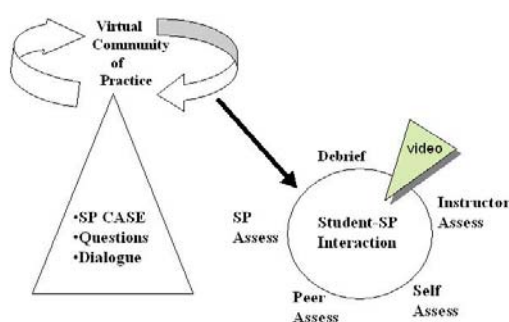 Virtual
Community
of
Practice
•SP CASE
•Questions
•Dialogue
Debrief
video
SP
Assess
Student-SP
Interaction
Instructor
Assess
Peer
Assess
Self
Assess